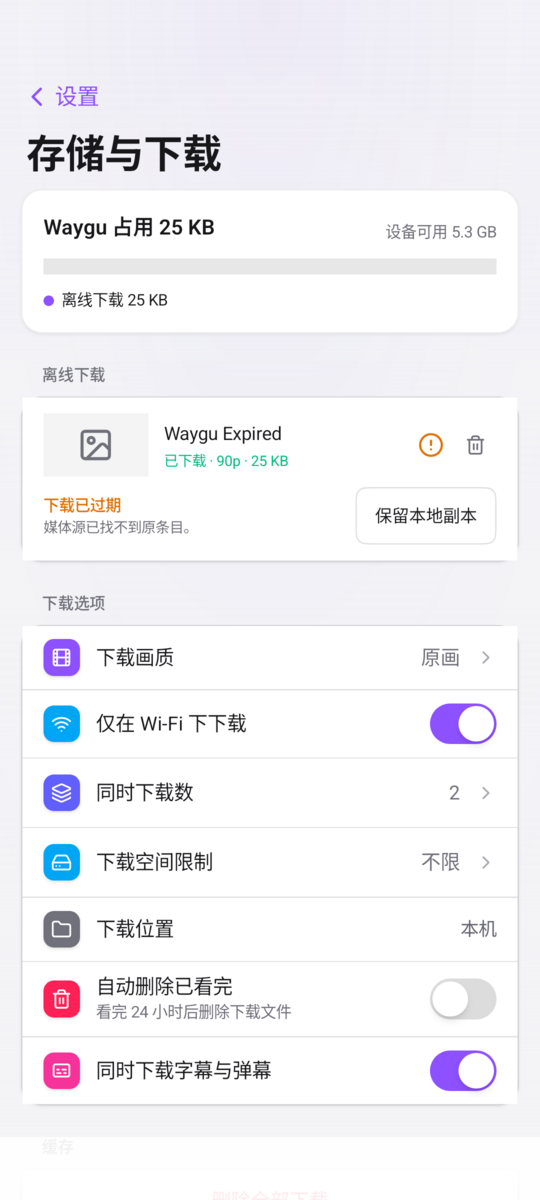 设置
存储与下载
Waygu 占用 25 KB
设备可用 5.3 GB
离线下载 25 KB
离线下载
Waygu Expired
已下载 · 90p · 25 KB
下载已过期
媒体源已找不到原条目。
保留本地副本
下载选项
下载画质
原画
仅在 Wi-Fi 下下载
同时下载数
2
下载空间限制
不限
下载位置
本机
自动删除已看完
看完 24 小时后删除下载文件
同时下载字幕与弹幕
缓存
删除全部下载